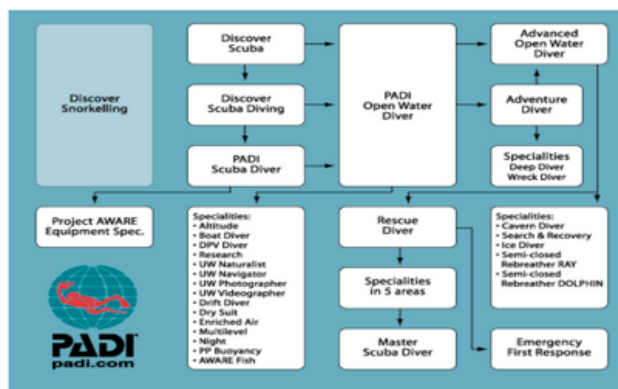 Discover
Snorkelling
Discover
Scuba
Discover
Scuba Diving
PADI
Scuba Diver
PADI
Open Water
Diver
Advanced
Open Water
Diver
Adventure
Diver
Specialities
Deep Diver
Wreck Diver
Project AWARE
Equipment Spec.
Specialities:
• Altitude
• Boat Diver
• DPV Diver
• Research
• UW Naturalist
• UW Navigator
• UW Photographer
• UW Videographer
• Drift Diver
• Dry Suit
• Enriched Air
• Multilevel
• Night
• PP Buoyancy
• AWARE Fish
Rescue
Diver
Specialities
in 5 areas
Master
Scuba Diver
Specialities:
• Cavern Diver
• Search & Recovery
• Ice Diver
• Semi-closed
Rebreather RAY
• Semi-closed
Rebreather DOLPHIN
Emergency
First Response
PADI
padi.com